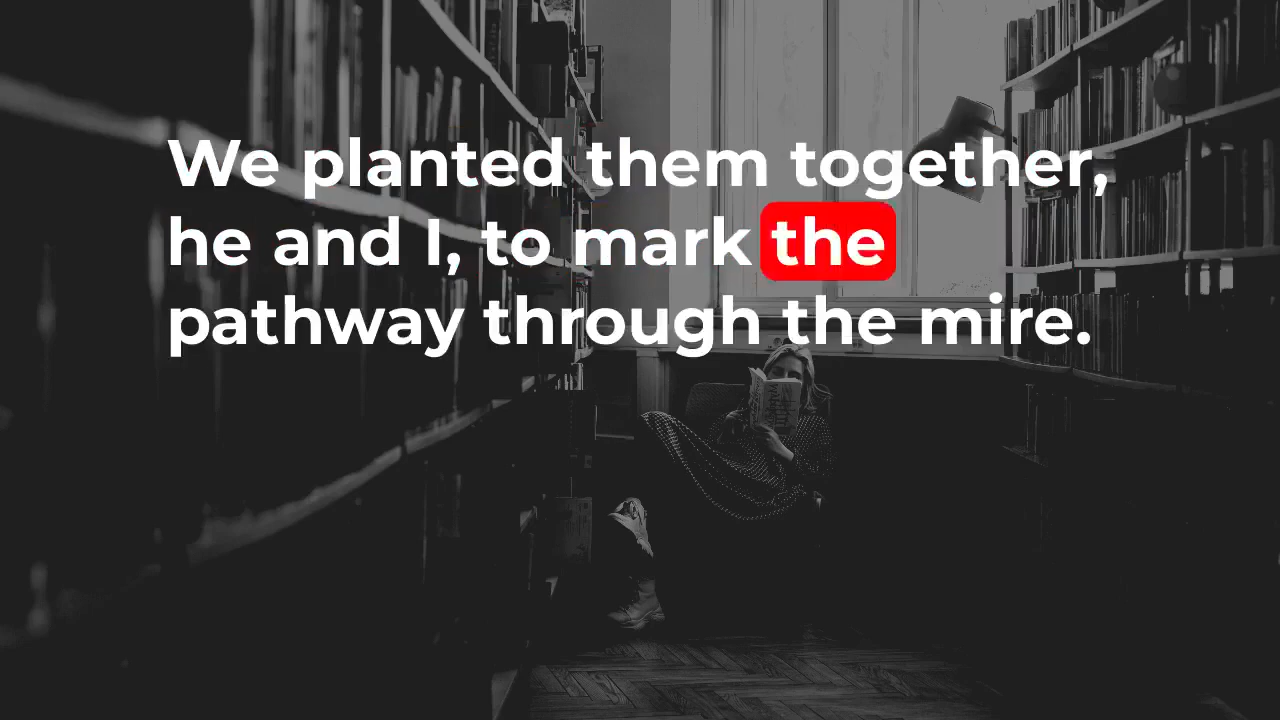 We planted them together,
he and I, to mark the
pathway through the mire.